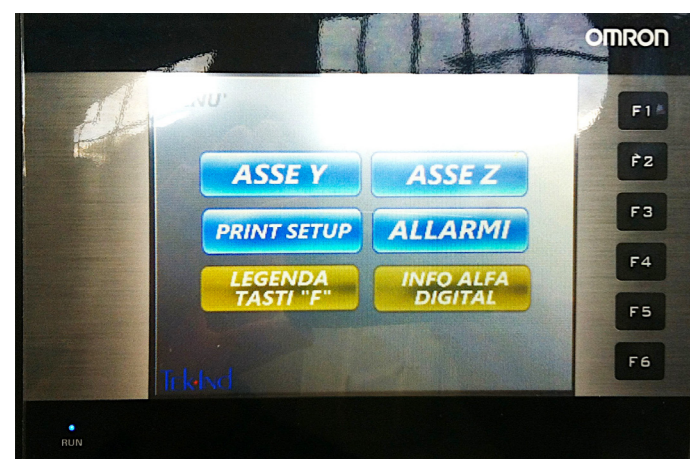 OMRON
F1
F2
F3
F4
F5
F6
ASSE Y
ASSE Z
PRINT SETUP
ALLARMI
LEGENDA
TASTI "F"
INFO ALFA
DIGITAL
RUN